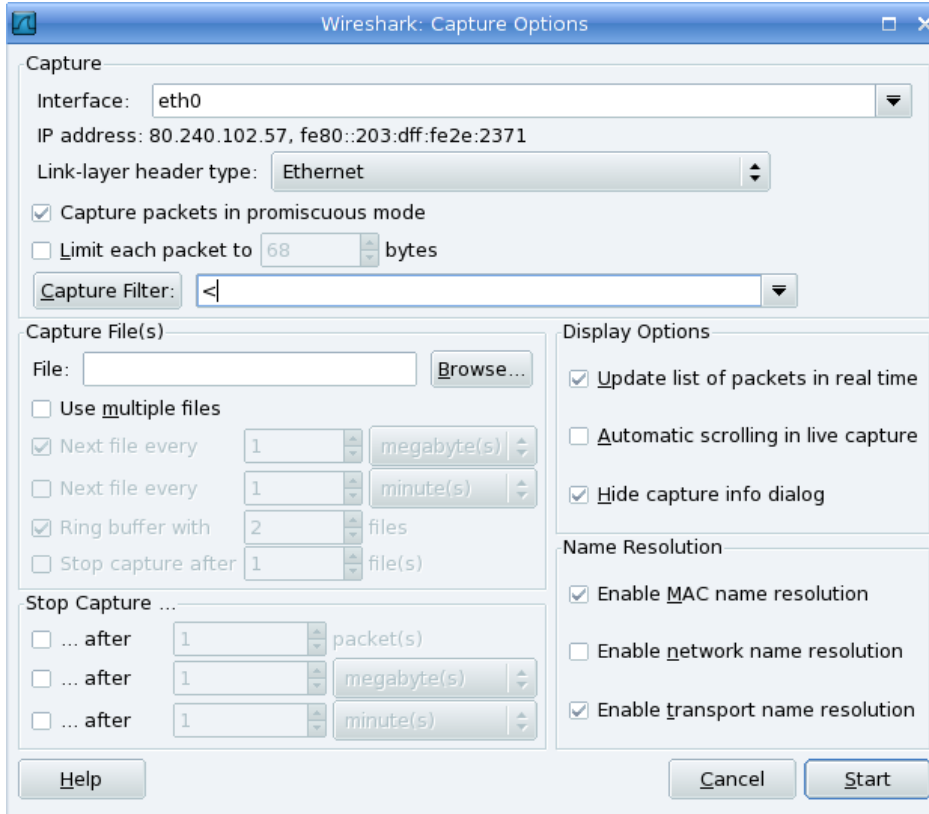 Wireshark: Capture Options
Capture
Interface: eth0
IP address: 80.240.102.57, fe80::203:dff:fe2e:2371
Link-layer header type: Ethernet
Capture packets in promiscuous mode
Limit each packet to 68 bytes
Capture Filter: <
Capture File(s)
File: Browse...
Use multiple files
Next file every 1 megabyte(s)
Next file every 1 minute(s)
Ring buffer with 2 files
Stop capture after 1 file(s)
Stop Capture ...
... after 1 packet(s)
... after 1 megabyte(s)
... after 1 minute(s)
Display Options
Update list of packets in real time
Automatic scrolling in live capture
Hide capture info dialog
Name Resolution
Enable MAC name resolution
Enable network name resolution
Enable transport name resolution
Help Cancel Start